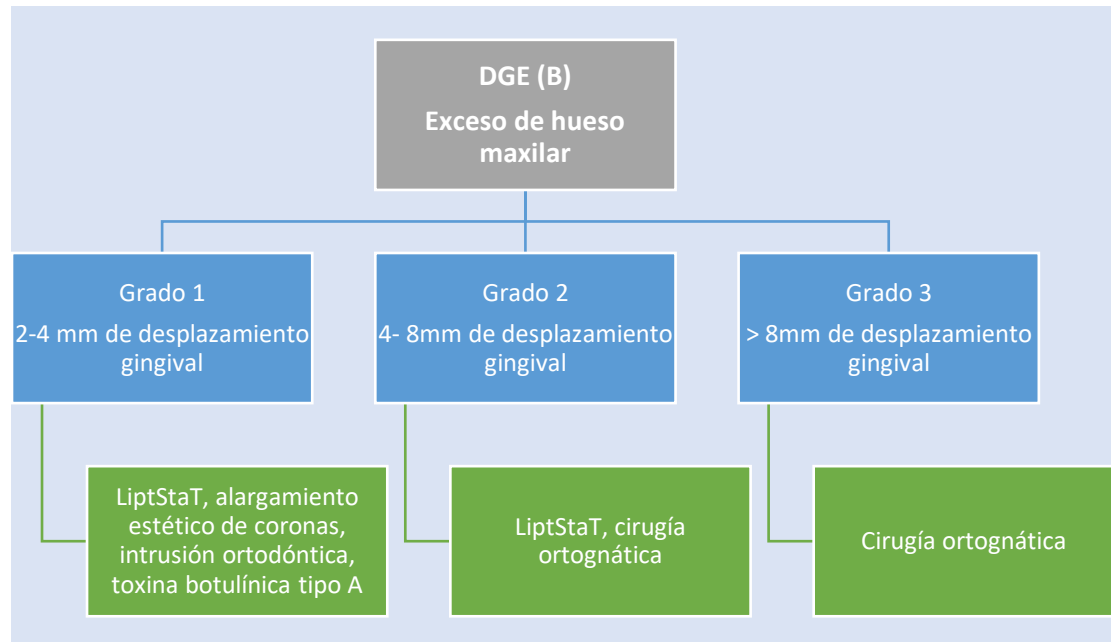 DGE (B)
Exceso de hueso
maxilar
Grado 1
2-4 mm de desplazamiento
gingival
Grado 2
4- 8mm de desplazamiento
gingival
Grado 3
> 8mm de desplazamiento
gingival
LiptStaT, alargamiento
estético de coronas,
intrusión ortodóntica,
toxina botulínica tipo A
LiptStaT, cirugía
ortognática
Cirugía ortognática